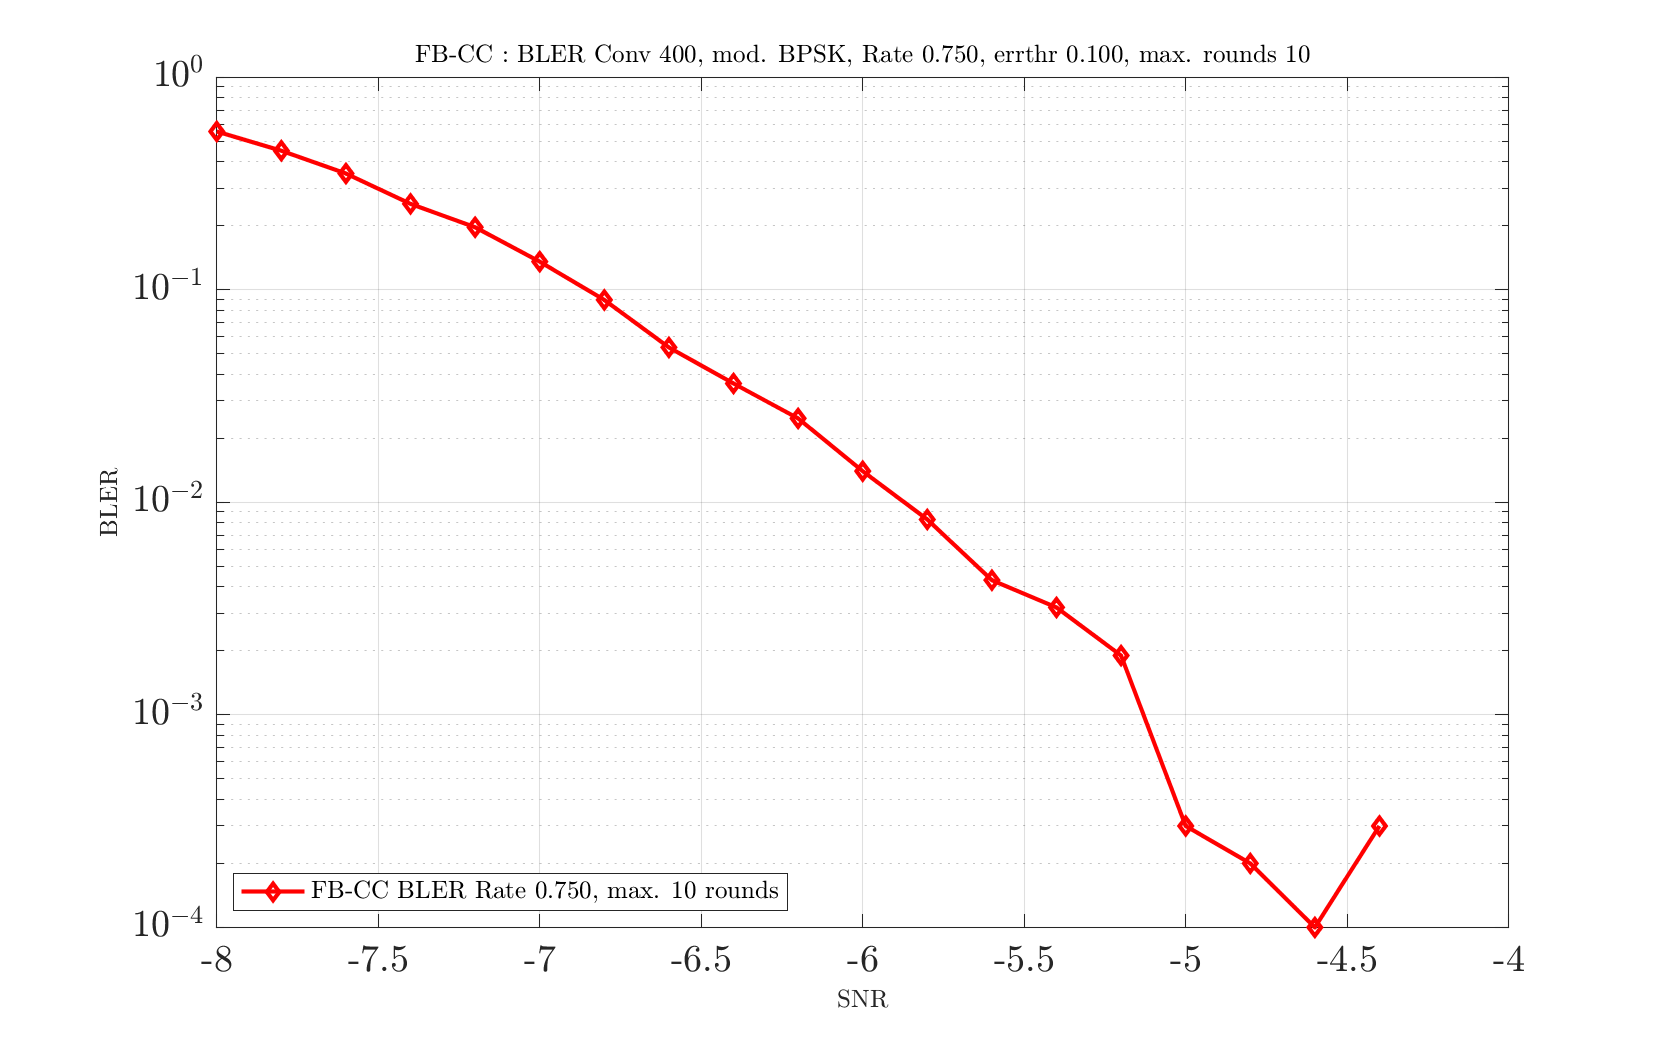 FB-CC : BLER Conv 400, mod. BPSK, Rate 0.750, errthr 0.100, max. rounds 10
10^0
10^{-1}
10^{-2}
10^{-3}
10^{-4}
BLER
FB-CC BLER Rate 0.750, max. 10 rounds
-8 -7.5 -7 -6.5 -6 -5.5 -5 -4.5 -4
SNR